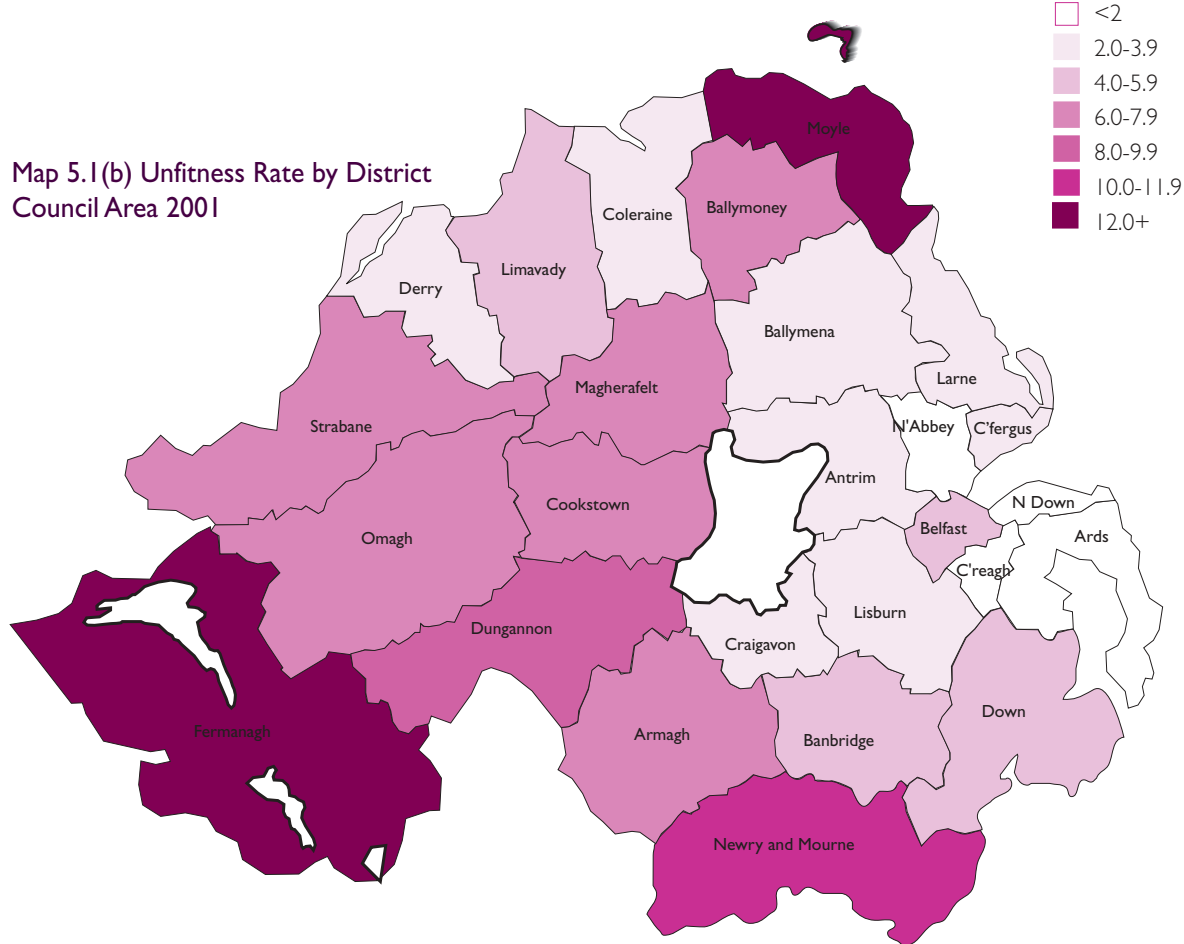 <2
2.0-3.9
4.0-5.9
6.0-7.9
8.0-9.9
10.0-11.9
12.0+
Map 5.1(b) Unfitness Rate by District
Council Area 2001
Moyle
Coleraine
Ballymoney
Limavady
Derry
Ballymena
Larne
Magherafelt
Strabane
N'Abbey
C'fergus
Antrim
Cookstown
N Down
Belfast
Ards
Omagh
C'reagh
Lisburn
Dungannon
Craigavon
Down
Fermanagh
Armagh
Banbridge
Newry and Mourne